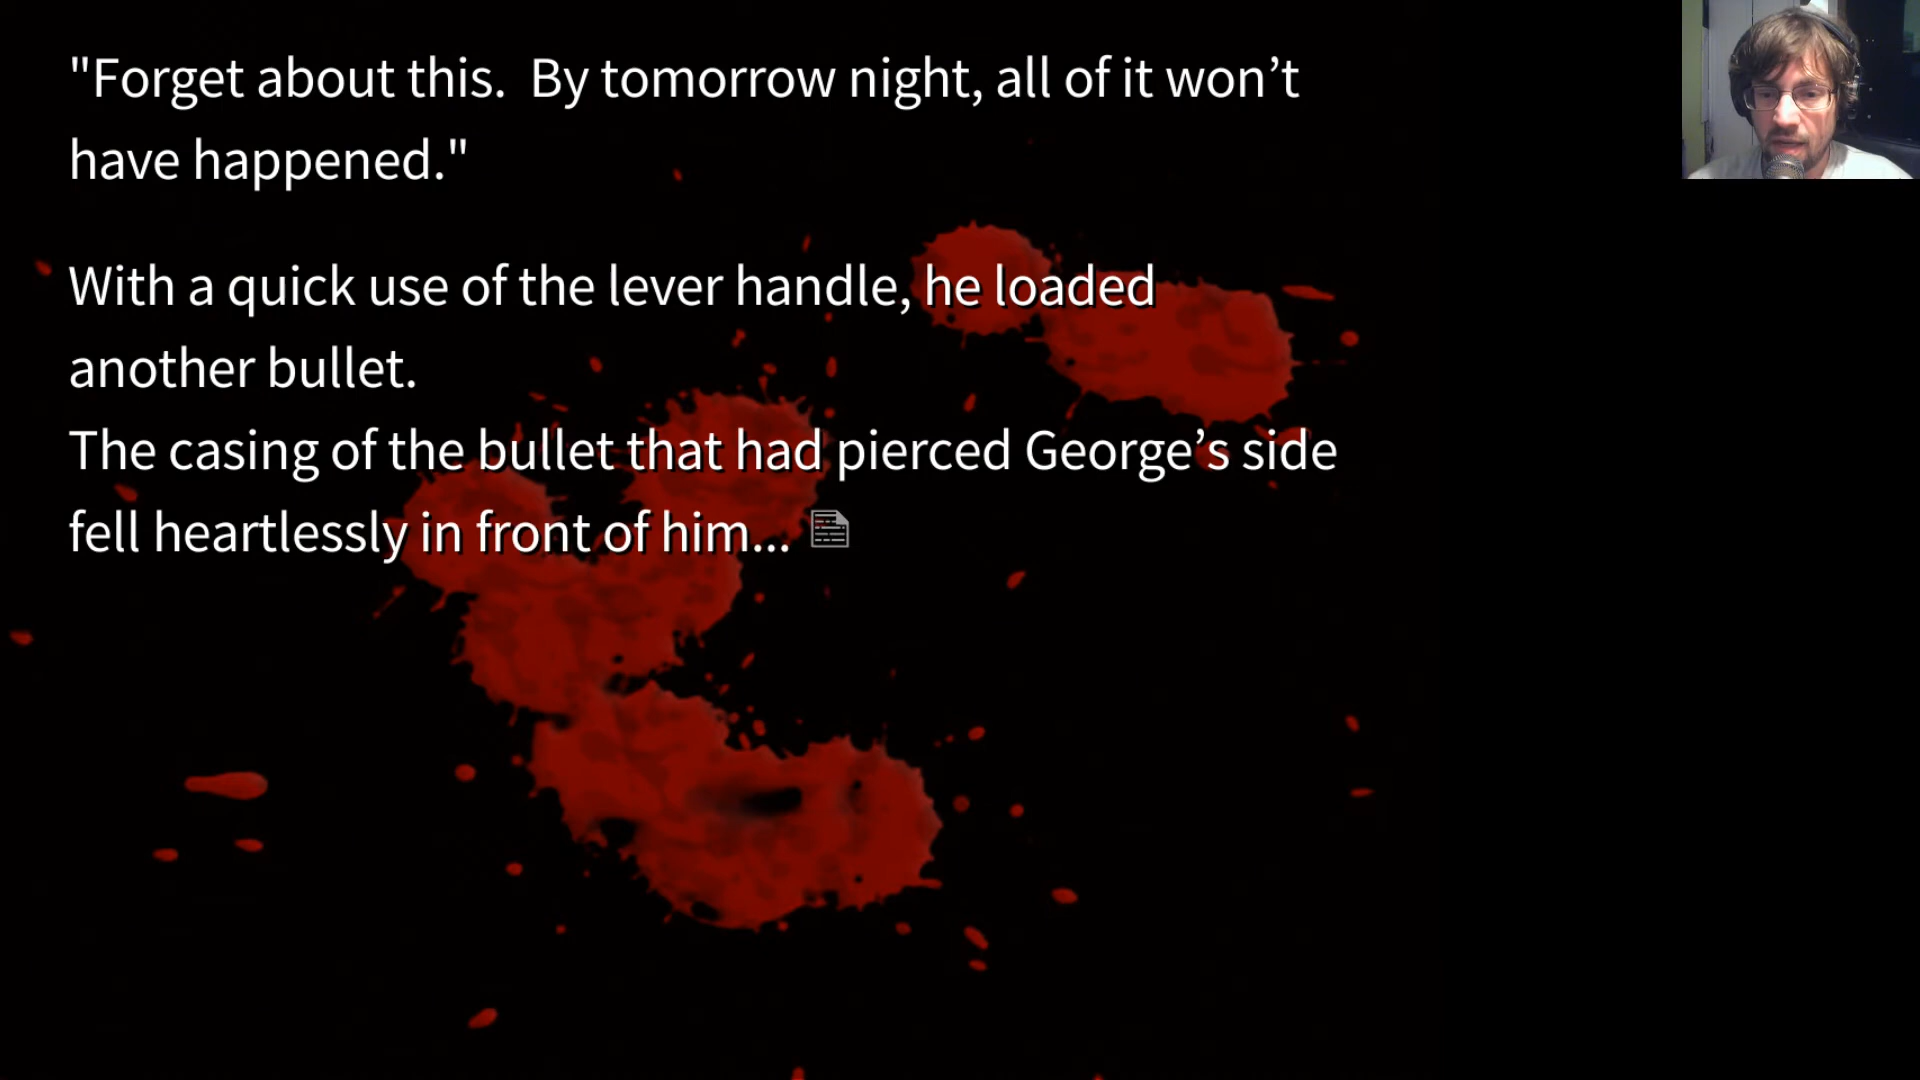 "Forget about this.  By tomorrow night, all of it won’t
have happened."
With a quick use of the lever handle, he loaded
another bullet.
The casing of the bullet that had pierced George’s side
fell heartlessly in front of him...